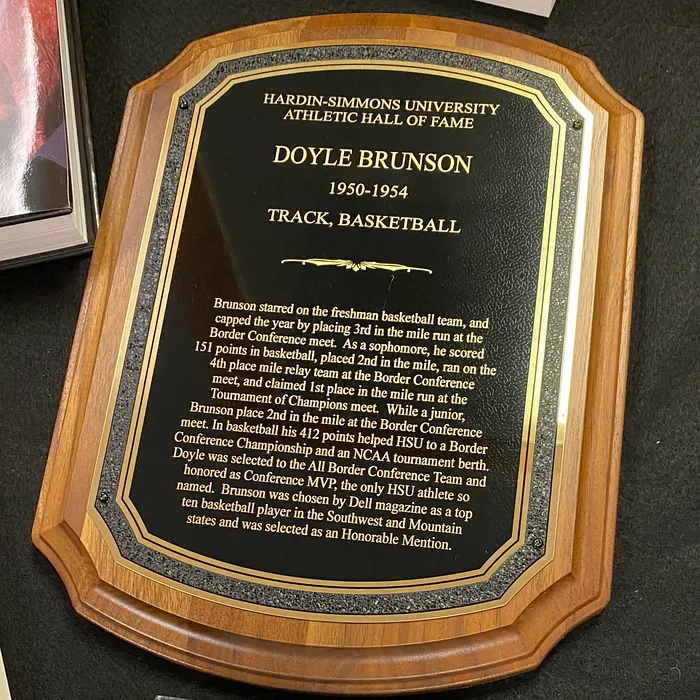 HARDIN-SIMMONS UNIVERSITY
ATHLETIC HALL OF FAME
DOYLE BRUNSON
1950-1954
TRACK, BASKETBALL
Brunson starred on the freshman basketball team, and
capped the year by placing 3rd in the mile run at the
Border Conference meet. As a sophomore, he scored
151 points in basketball, placed 2nd in the mile, ran on the
4th place mile relay team at the Border Conference
meet, and claimed 1st place in the mile run at the
Tournament of Champions meet. While a junior,
Brunson place 2nd in the mile at the Border Conference
meet. In basketball his 412 points helped HSU to a Border
Conference Championship and an NCAA tournament berth.
Doyle was selected to the All Border Conference Team and
honored as Conference MVP, the only HSU athlete so
named. Brunson was chosen by Dell magazine as a top
ten basketball player in the Southwest and Mountain
states and was selected as an Honorable Mention.